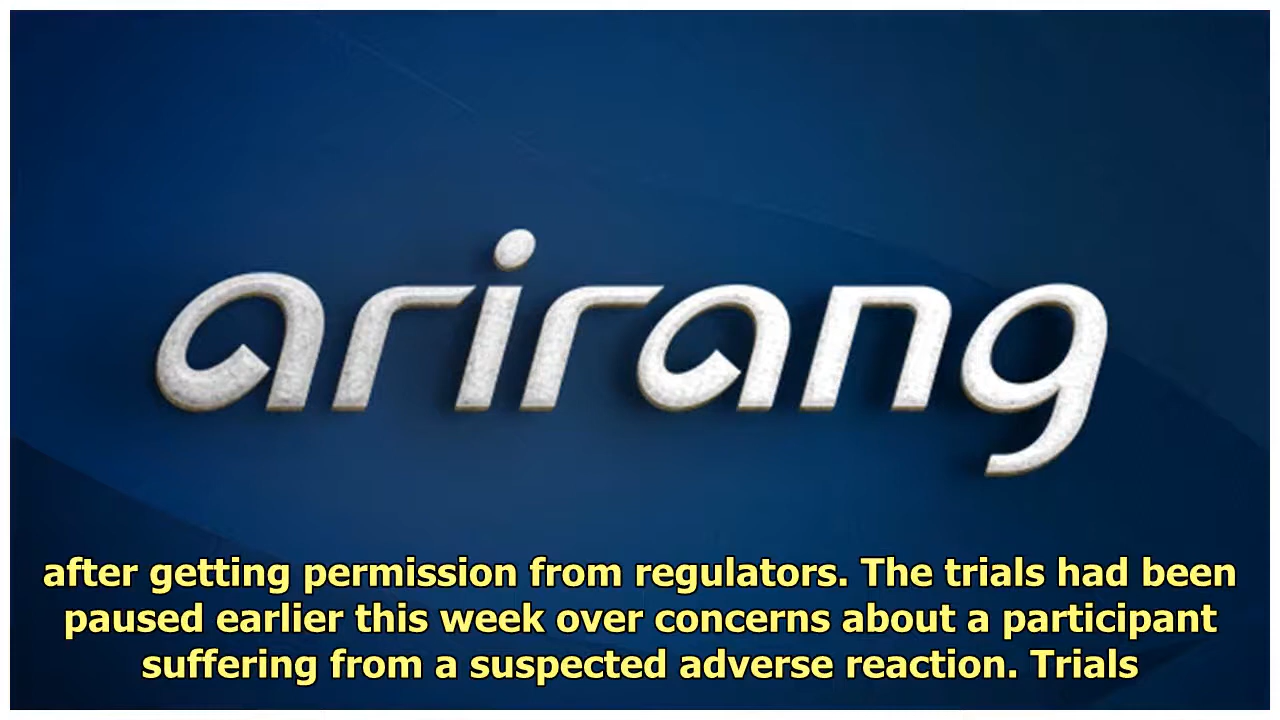 arirang
after getting permission from regulators. The trials had been
paused earlier this week over concerns about a participant
suffering from a suspected adverse reaction. Trials